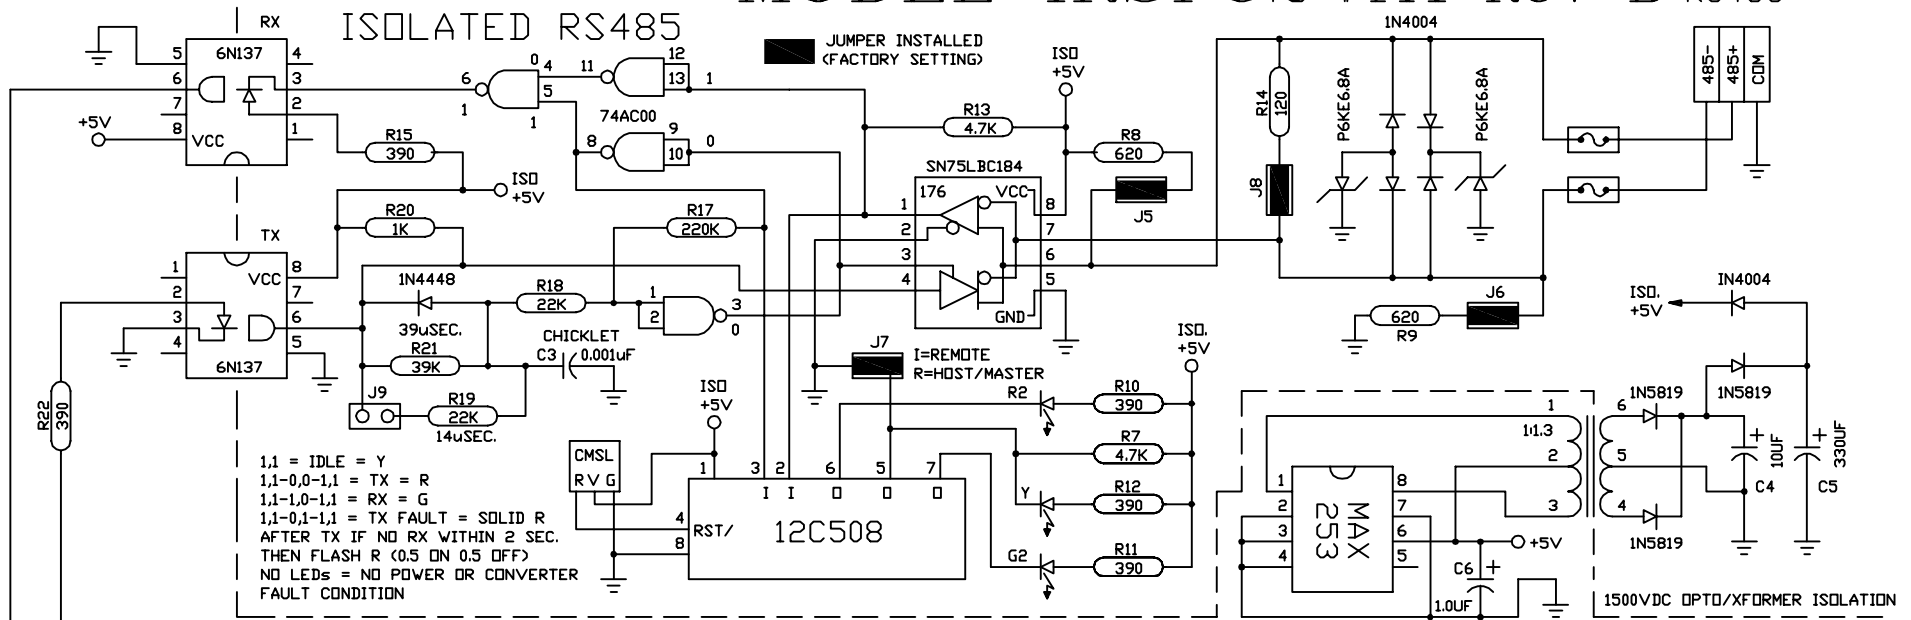 RX
ISOLATED RS485
JUMPER INSTALLED
(FACTORY SETTING)
5
6N137
4
6
3
7
2
8
VCC
1
+5V
R15
390
ISO
+5V
R20
1K
TX
1
VCC
8
2
7
3
6
4
5
6N137
R22
390
6
1
0
4
5
1
11
12
13
1
74AC00
8
9
10
0
R13
4.7K
ISO
+5V
R8
620
J5
SN75LBC184
176
VCC
1
2
3
4
8
7
6
5
GND
R17
220K
1N4448
39uSEC.
R21
39K
R18
22K
1
2
3
0
CHICKLET
C3
0.001uF
J9
R19
22K
14uSEC.
1N4004
R14
120
J8
P6KE6.8A
P6KE6.8A
485-
485+
COM
620
R9
J6
ISO.
+5V
IN4004
J7
I=REMOTE
R=HOST/MASTER
ISO.
+5V
ISO
+5V
R2
R10
390
R7
4.7K
Y
R12
390
G2
R11
390
CMSL
R V G
1
3
2
6
5
7
I
I
O
O
O
4
RST/
8
12C508
1,1 = IDLE = Y
1,1-0,0-1,1 = TX = R
1,1-1,0-1,1 = RX = G
1,1-0,1-1,1 = TX FAULT = SOLID R
AFTER TX IF NO RX WITHIN 2 SEC.
THEN FLASH R (0.5 ON 0.5 OFF)
NO LEDs = NO POWER OR CONVERTER
FAULT CONDITION
1
2
3
4
MAX
253
8
7
6
5
1:1.3
1
2
3
6
5
4
1N5819
1N5819
1N5819
10UF
C4
330UF
C5
+5V
C6
1.0UF
1500VDC OPTO/XFORMER ISOLATION